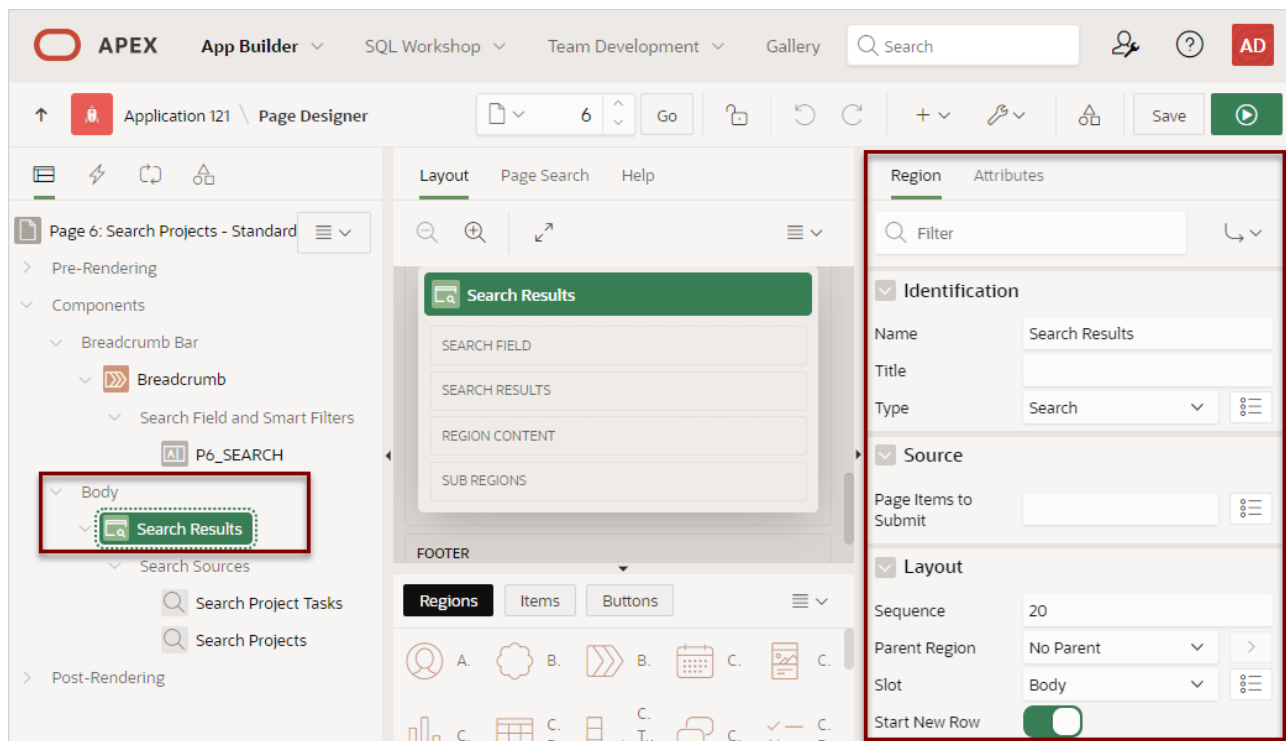 APEX App Builder SQL Workshop Team Development Gallery Search AD
Application 121 \ Page Designer 6 Go Save
Page 6: Search Projects - Standard
Pre-Rendering
Components
Breadcrumb Bar
Breadcrumb
Search Field and Smart Filters
P6_SEARCH
Body
Search Results
Search Sources
Search Project Tasks
Search Projects
Post-Rendering
Layout Page Search Help
Search Results
SEARCH FIELD
SEARCH RESULTS
REGION CONTENT
SUB REGIONS
FOOTER
Regions Items Buttons
A. B. B. C. C.
C. C. C. C. C.
T..
Region Attributes
Filter
Identification
Name Search Results
Title
Type Search
Source
Page Items to
Submit
Layout
Sequence 20
Parent Region No Parent
Slot Body
Start New Row